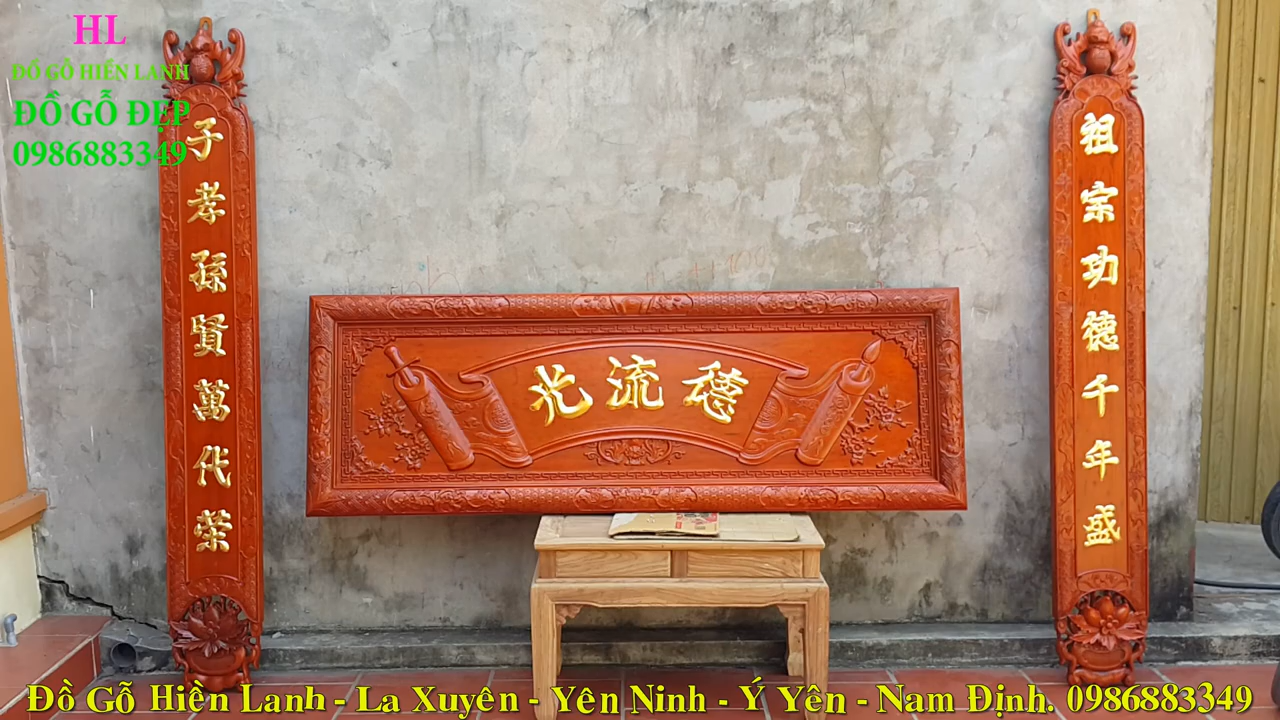 HL
ĐỒ GỖ HIỀN LANH
ĐỒ GỖ ĐẸP
0986883349
祖宗功德千年盛
光流德
子孝孫賢萬代榮
Đồ Gỗ Hiền Lanh - La Xuyên - Yên Ninh - Ý Yên - Nam Định. 0986883349